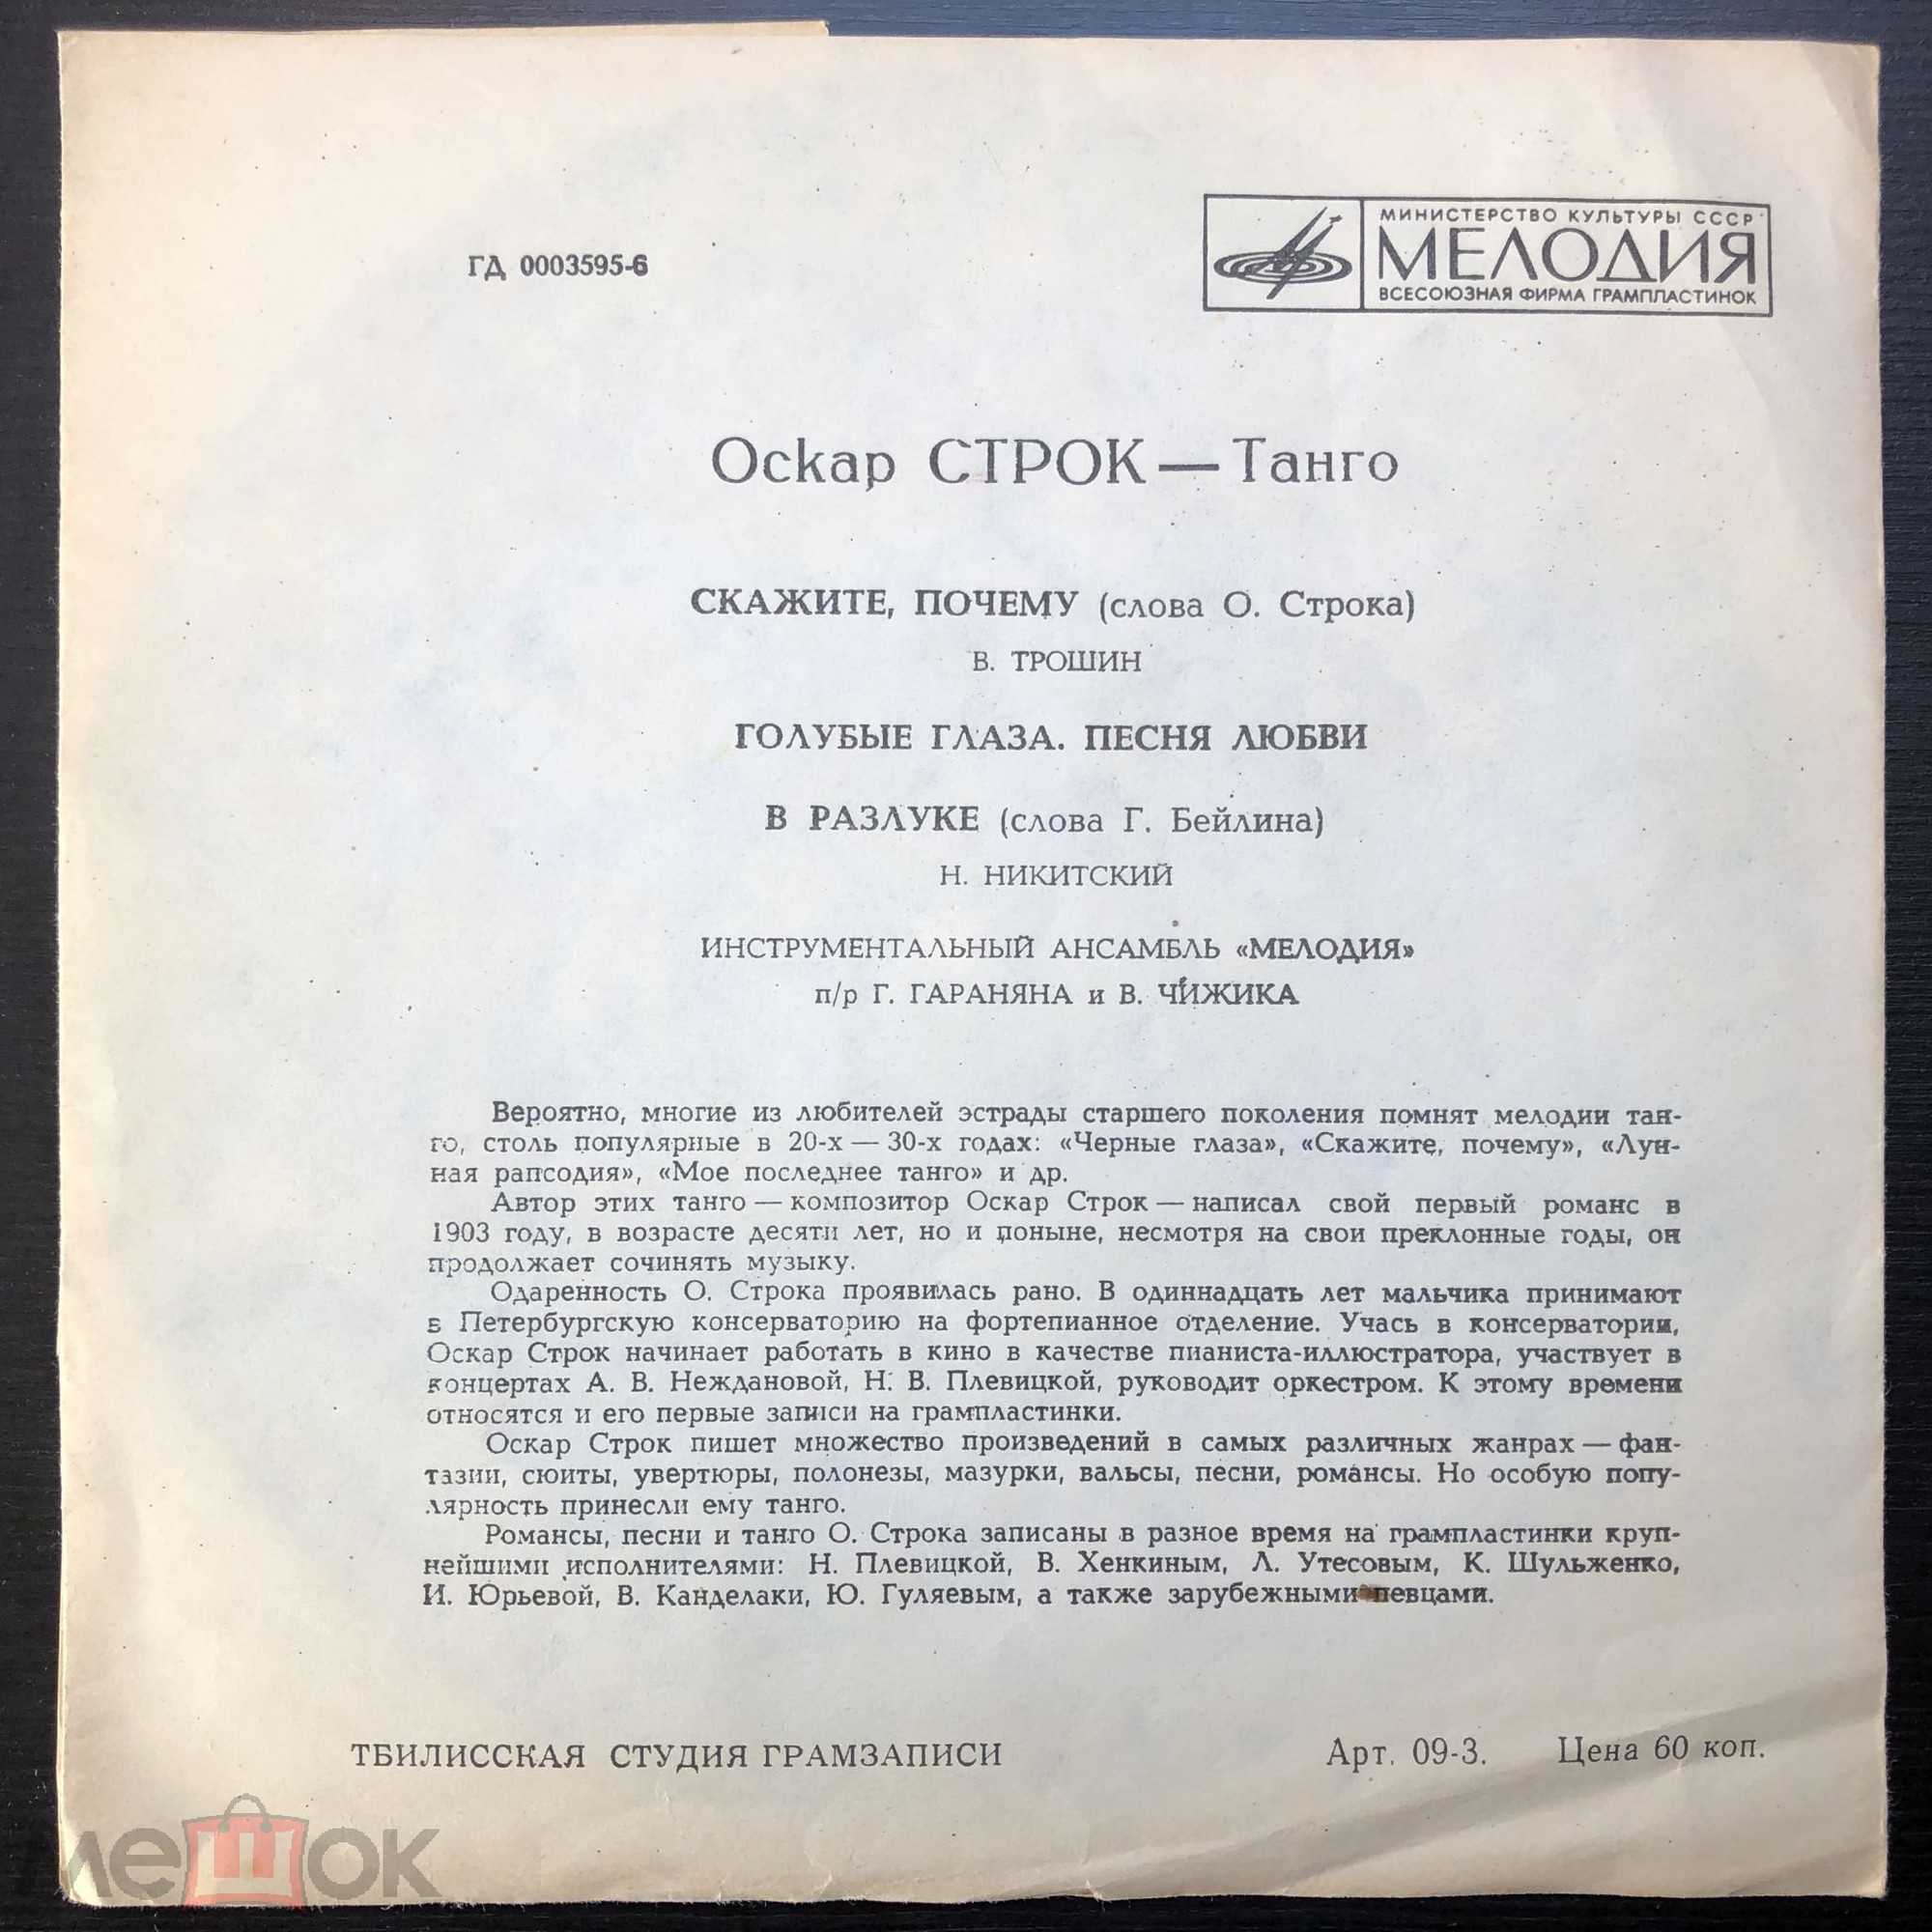 ГД 0003595-6
МИНИСТЕРСТВО КУЛЬТУРЫ СССР
МЕЛОДИЯ
ВСЕСОЮЗНАЯ ФИРМА ГРАМПЛАСТИНОК
Оскар СТРОК — Танго
СКАЖИТЕ, ПОЧЕМУ (слова О. Строка)
В. ТРОШИН
ГОЛУБЫЕ ГЛАЗА. ПЕСНЯ ЛЮБВИ
В РАЗЛУКЕ (слова Г. Бейлина)
Н. НИКИТСКИЙ
ИНСТРУМЕНТАЛЬНЫЙ АНСАМБЛЬ «МЕЛОДИЯ»
п/р Г. ГАРАНЯНА и В. ЧИЖИКА
Вероятно, многие из любителей эстрады старшего поколения помнят мелодии тан-
го, столь популярные в 20-х — 30-х годах: «Черные глаза», «Скажите, почему», «Лун-
ная рапсодия», «Мое последнее танго» и др.
Автор этих танго — композитор Оскар Строк — написал свой первый романс в
1903 году, в возрасте десяти лет, но и поныне, несмотря на свои преклонные годы, он
продолжает сочинять музыку.
Одаренность О. Строка проявилась рано. В одиннадцать лет мальчика принимают
в Петербургскую консерваторию на фортепианное отделение. Учась в консерватории,
Оскар Строк начинает работать в кино в качестве пианиста-иллюстратора, участвует в
концертах А. В. Неждановой, Н. В. Плевицкой, руководит оркестром. К этому времени
относятся и его первые записи на грампластинки.
Оскар Строк пишет множество произведений в самых различных жанрах — фан-
тазии, сюиты, увертюры, полонезы, мазурки, вальсы, песни, романсы. Но особую попу-
лярность принесли ему танго.
Романсы, песни и танго О. Строка записаны в разное время на грампластинки круп-
нейшими исполнителями: Н. Плевицкой, В. Хенкиным, Л. Утесовым, К. Шульженко,
И. Юрьевой, В. Канделаки, Ю. Гуляевым, а также зарубежными певцами.
ТБИЛИССКАЯ СТУДИЯ ГРАМЗАПИСИ
Арт. 09-3. Цена 60 коп.
мешок